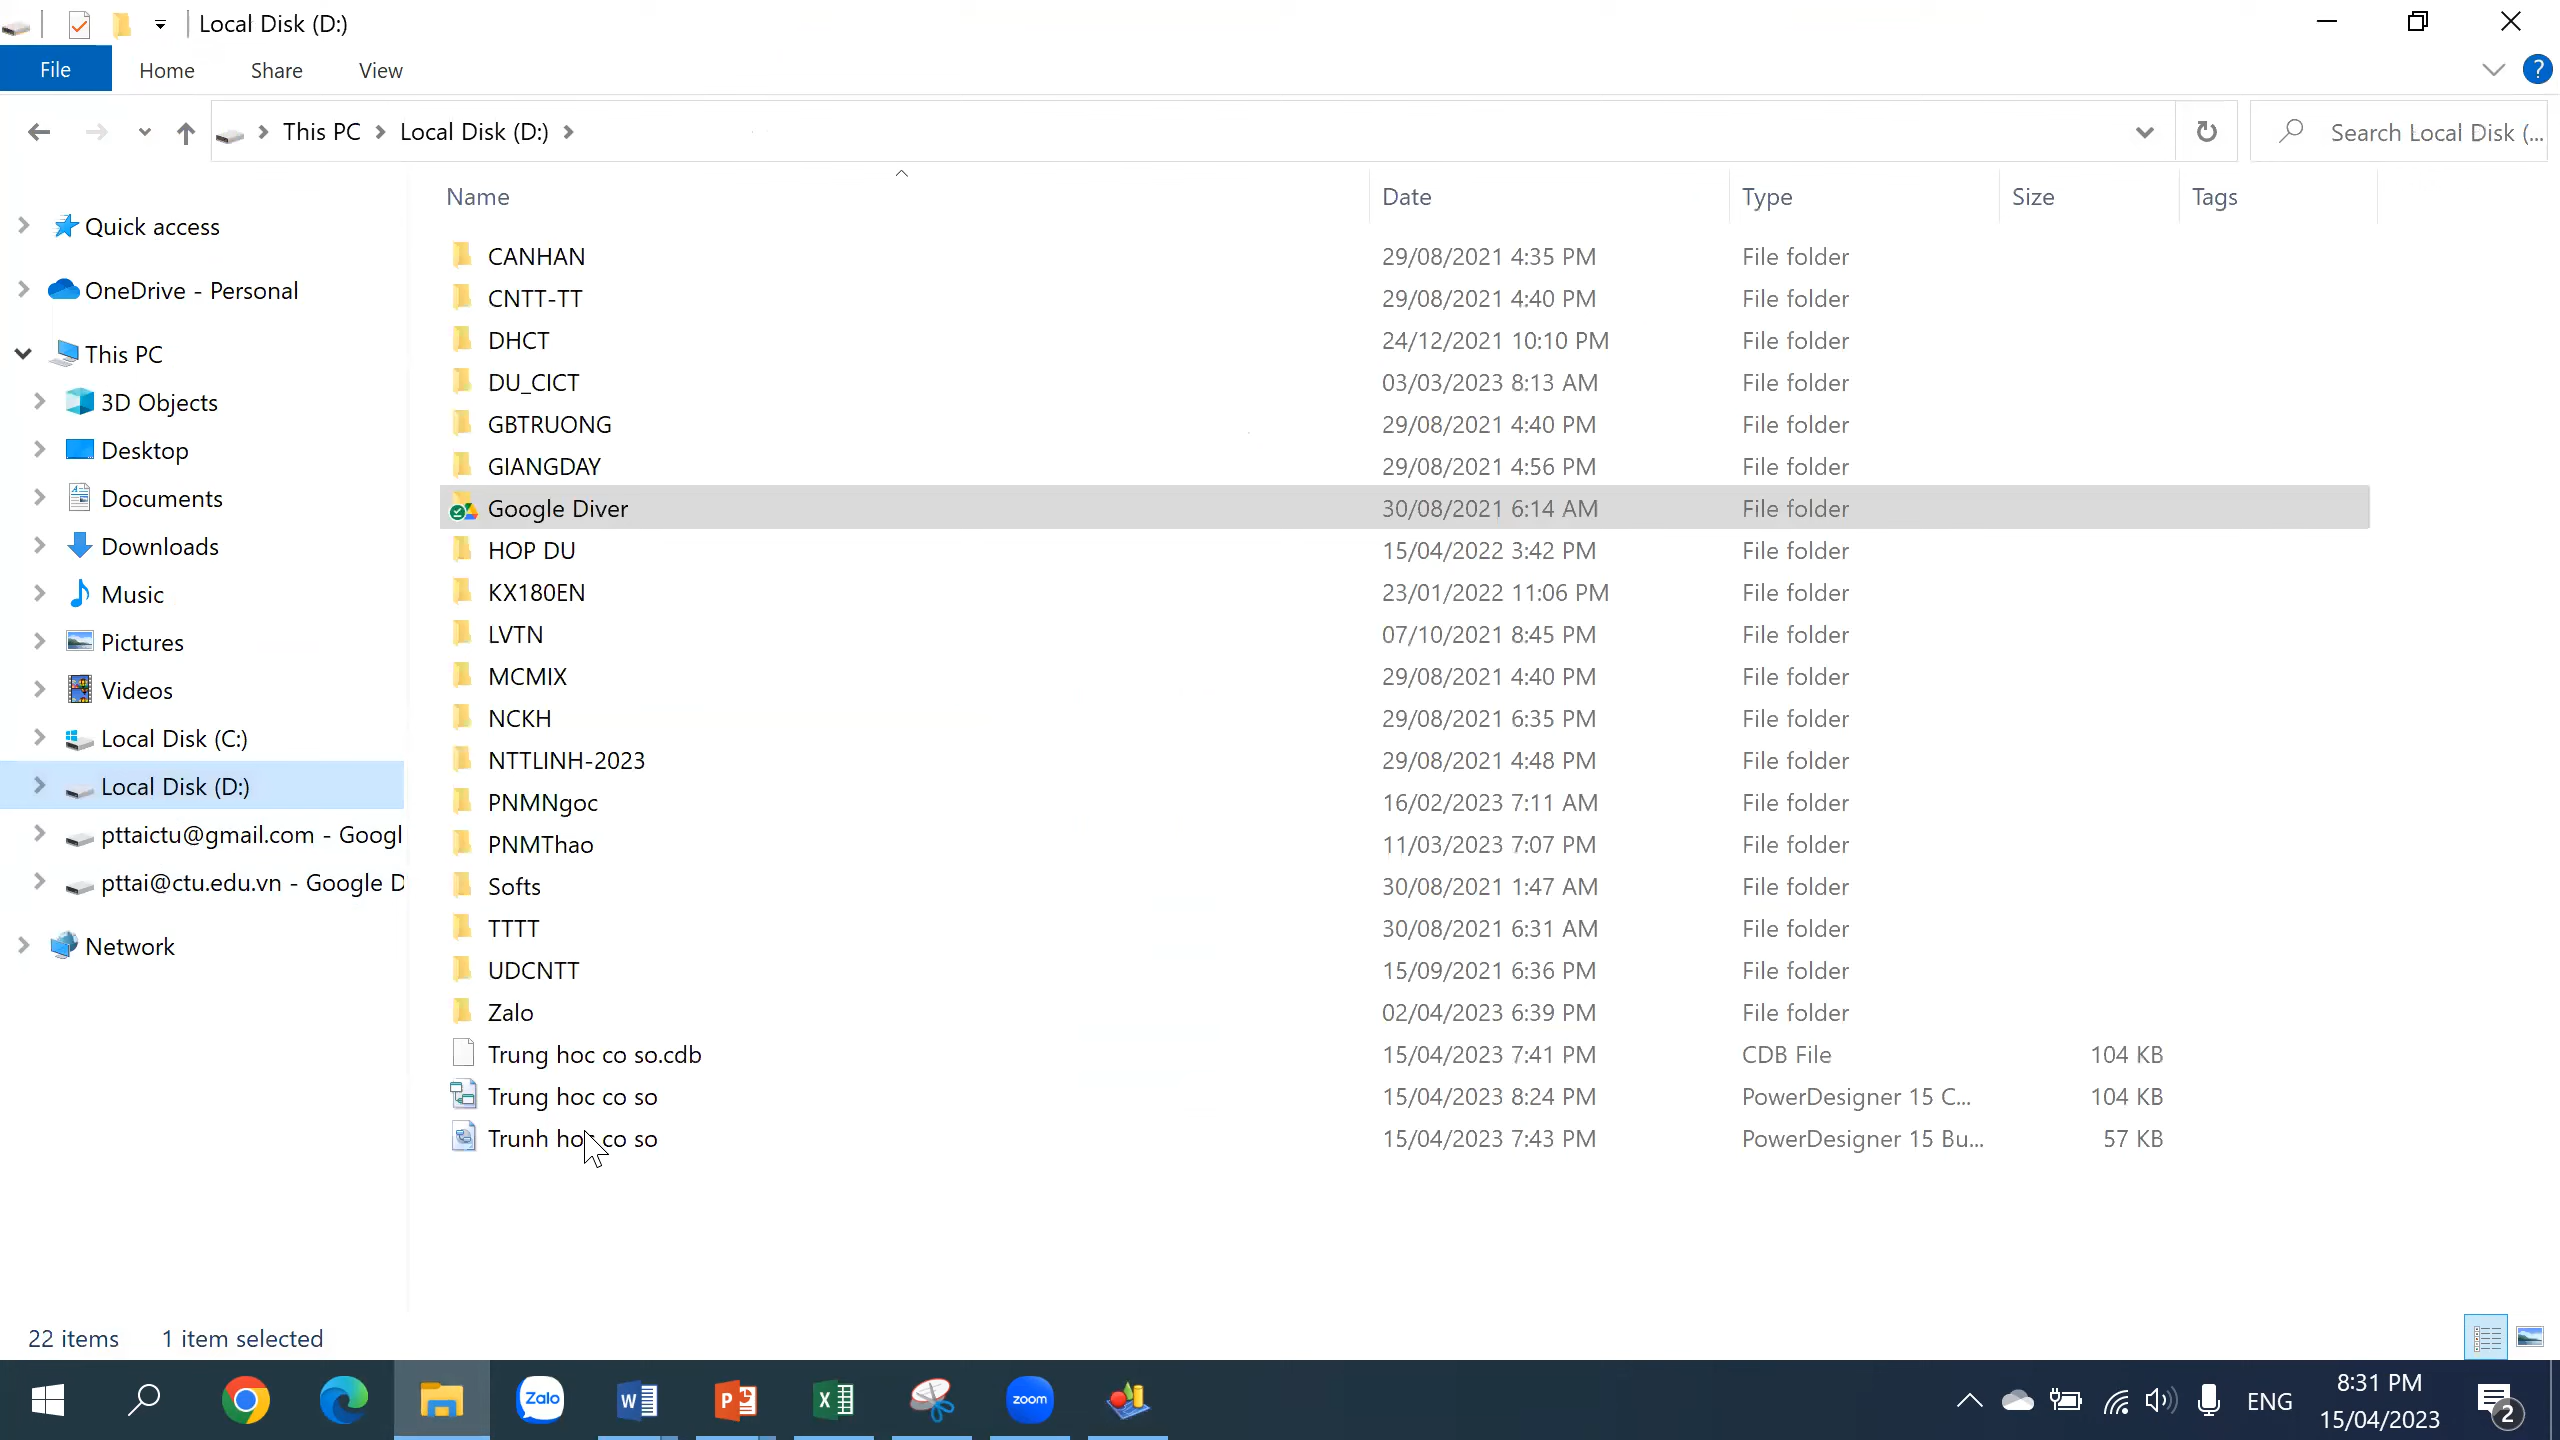 Local Disk (D:)
File Home Share View
This PC Local Disk (D:) Search Local Disk (...
Name Date Type Size Tags
Quick access
OneDrive - Personal
This PC
3D Objects
Desktop
Documents
Downloads
Music
Pictures
Videos
Local Disk (C:)
Local Disk (D:)
pttaictu@gmail.com - Googl
pttai@ctu.edu.vn - Google D
Network
CANHAN 29/08/2021 4:35 PM File folder
CNTT-TT 29/08/2021 4:40 PM File folder
DHCT 24/12/2021 10:10 PM File folder
DU_CICT 03/03/2023 8:13 AM File folder
GBTRUONG 29/08/2021 4:40 PM File folder
GIANGDAY 29/08/2021 4:56 PM File folder
Google Diver 30/08/2021 6:14 AM File folder
HOP DU 15/04/2022 3:42 PM File folder
KX180EN 23/01/2022 11:06 PM File folder
LVTN 07/10/2021 8:45 PM File folder
MCMIX 29/08/2021 4:40 PM File folder
NCKH 29/08/2021 6:35 PM File folder
NTTLINH-2023 29/08/2021 4:48 PM File folder
PNMNgoc 16/02/2023 7:11 AM File folder
PNMThao 11/03/2023 7:07 PM File folder
Softs 30/08/2021 1:47 AM File folder
TTTT 30/08/2021 6:31 AM File folder
UDCNTT 15/09/2021 6:36 PM File folder
Zalo 02/04/2023 6:39 PM File folder
Trung hoc co so.cdb 15/04/2023 7:41 PM CDB File 104 KB
Trung hoc co so 15/04/2023 8:24 PM PowerDesigner 15 C... 104 KB
Trunh hoc co so 15/04/2023 7:43 PM PowerDesigner 15 Bu... 57 KB
22 items 1 item selected
Zalo zoom ENG 8:31 PM
15/04/2023 2